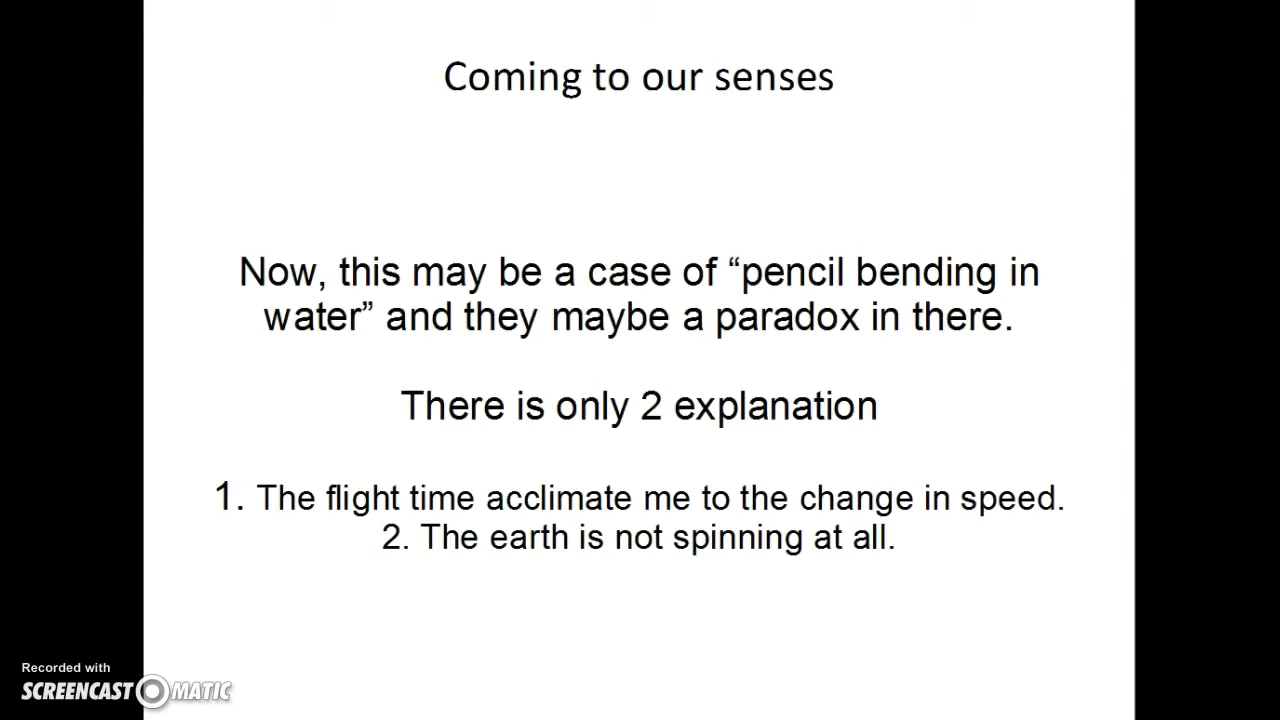 Coming to our senses
Now, this may be a case of “pencil bending in
water” and they maybe a paradox in there.
There is only 2 explanation
1. The flight time acclimate me to the change in speed.
2. The earth is not spinning at all.
Recorded with
SCREENCAST MATIC